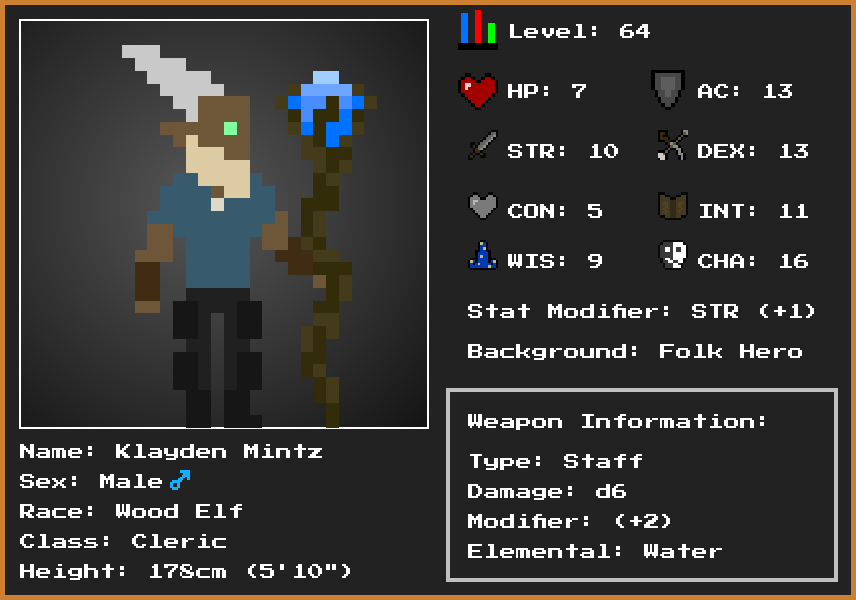 Level: 64
HP: 7
AC: 13
STR: 10
DEX: 13
CON: 5
INT: 11
WIS: 9
CHA: 16
Stat Modifier: STR (+1)
Background: Folk Hero
Weapon Information:
Type: Staff
Damage: d6
Modifier: (+2)
Elemental: Water
Name: Klayden Mintz
Sex: Male♂
Race: Wood Elf
Class: Cleric
Height: 178cm (5'10")